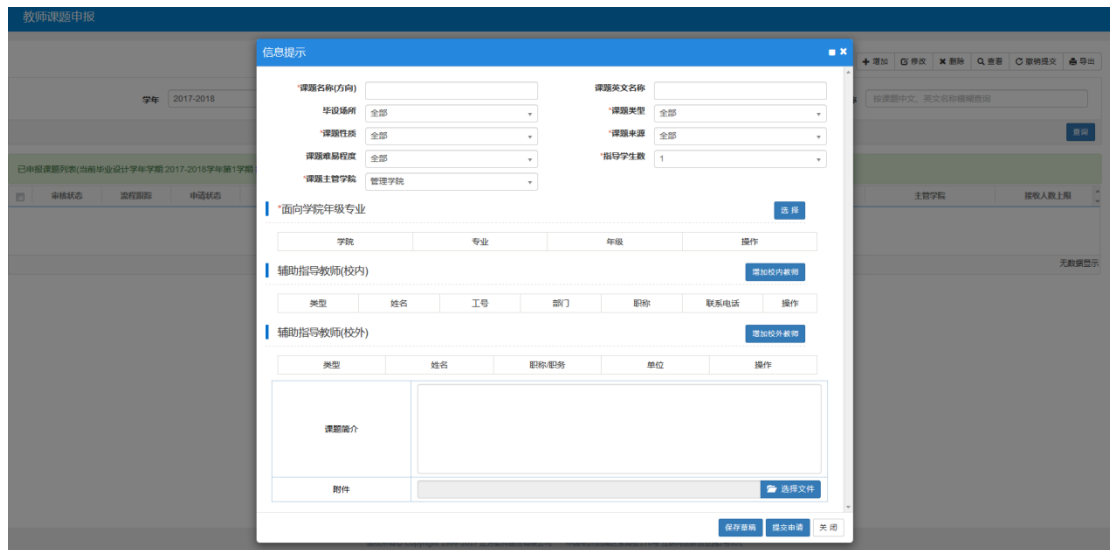 教师课题申报
信息提示
增加 修改 删除 查看 撤销提交 导出
学年 2017-2018
按课题中文、英文名称模糊查询
查询
已申报课题列表(当前毕业设计学年学期 2017-2018学年第1学期
审核状态 流程跟踪 申请状态 主管学院 接收人数上限
无数据显示
*课题名称(方向) 课题英文名称
毕设场所 全部 *课题类型 全部
*课题性质 全部 *课题来源 全部
课题难易程度 全部 *指导学生数 1
*课题主管学院 管理学院
*面向学院年级专业 选择
学院 专业 年级 操作
辅助指导教师(校内) 增加校内教师
类型 姓名 工号 部门 职称 联系电话 操作
辅助指导教师(校外) 增加校外教师
类型 姓名 职称/职务 单位 操作
课题简介
附件 选择文件
保存草稿 提交申请 关闭